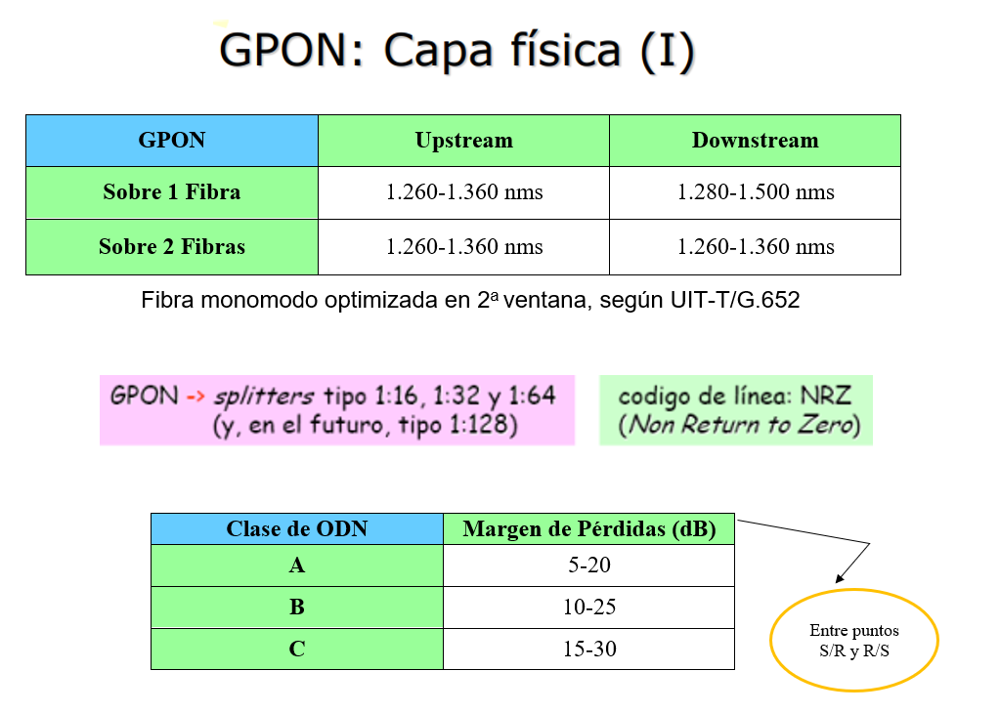 GPON: Capa física (I)
GPON Upstream Downstream
Sobre 1 Fibra 1.260-1.360 nms 1.280-1.500 nms
Sobre 2 Fibras 1.260-1.360 nms 1.260-1.360 nms
Fibra monomodo optimizada en 2ª ventana, según UIT-T/G.652
GPON -> splitters tipo 1:16, 1:32 y 1:64
(y, en el futuro, tipo 1:128)
codigo de línea: NRZ
(Non Return to Zero)
Clase de ODN Margen de Pérdidas (dB)
A 5-20
B 10-25
C 15-30
Entre puntos
S/R y R/S